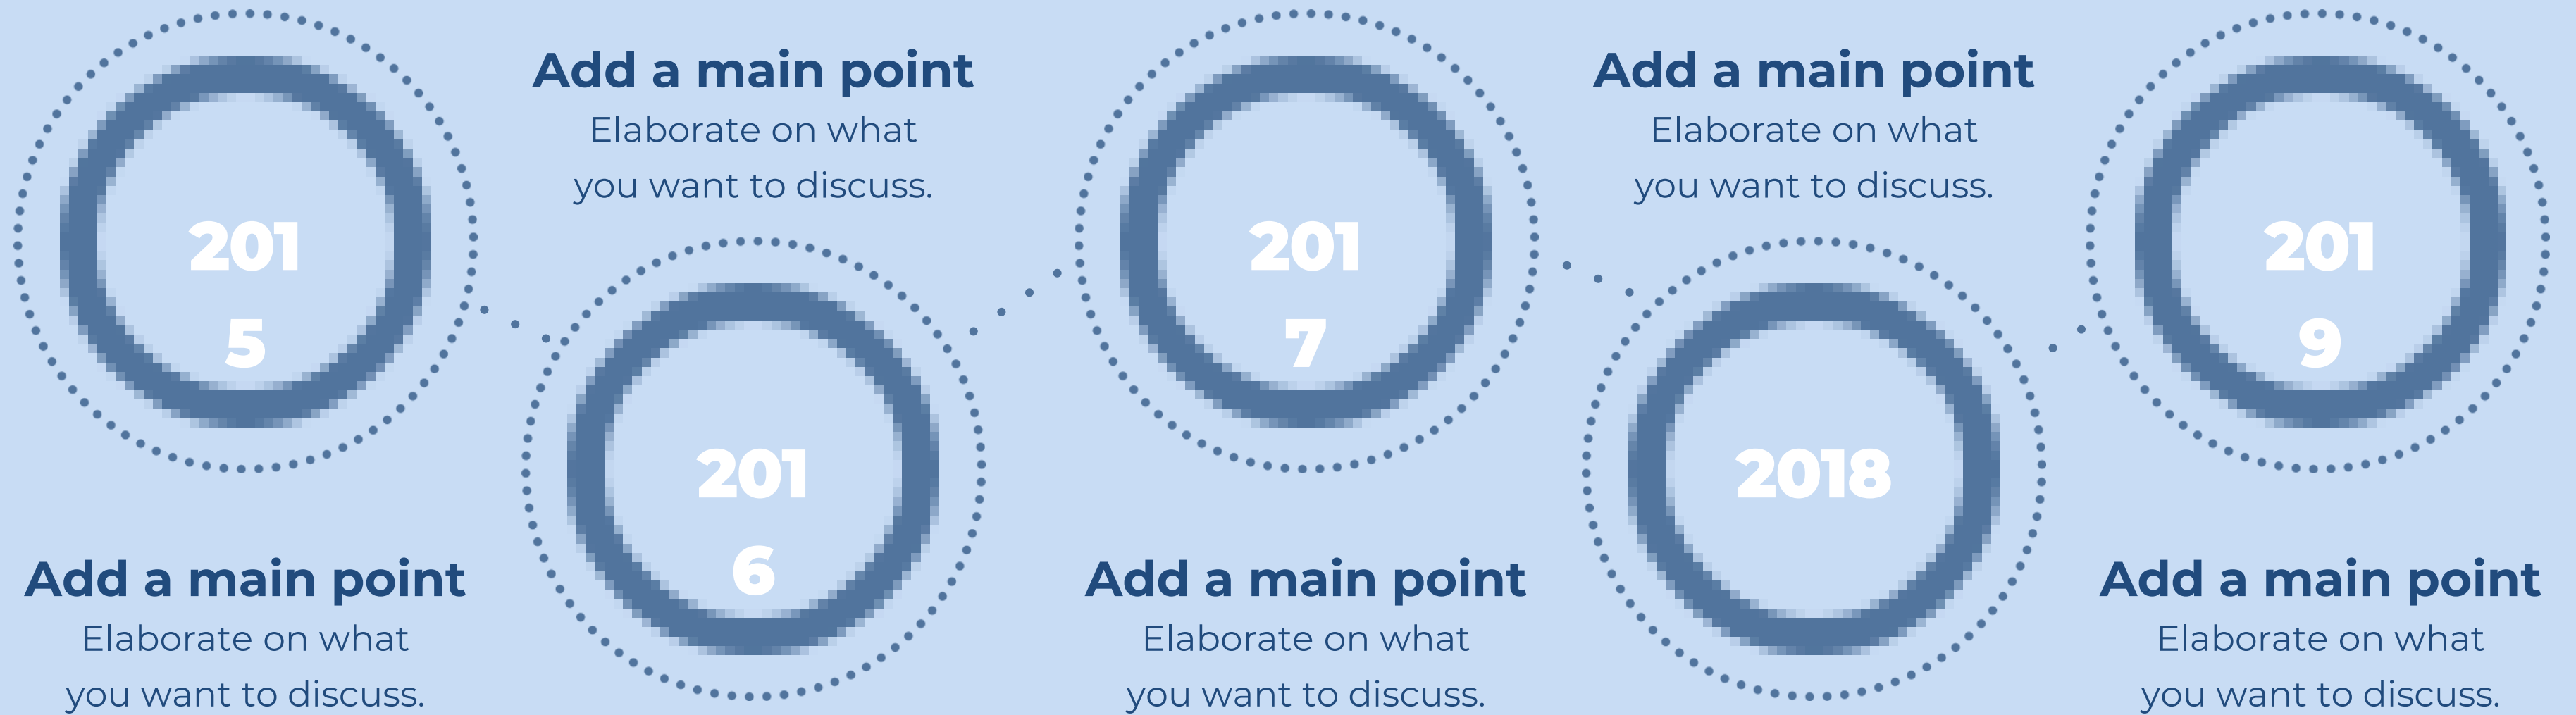 201
5
Add a main point
Elaborate on what
you want to discuss.
Add a main point
Elaborate on what
you want to discuss.
201
6
201
7
Add a main point
Elaborate on what
you want to discuss.
Add a main point
Elaborate on what
you want to discuss.
2018
201
9
Add a main point
Elaborate on what
you want to discuss.